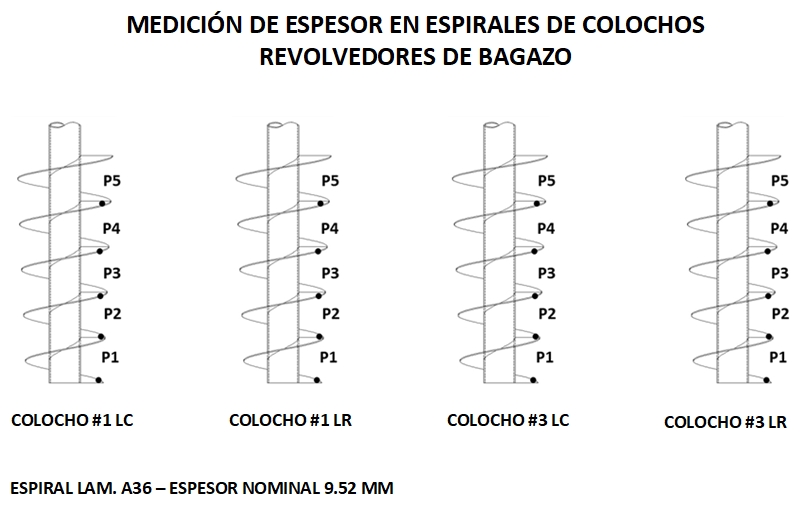 MEDICIÓN DE ESPESOR EN ESPIRALES DE COLOCHOS
REVOLVEDORES DE BAGAZO
P5 P5 P5 P5
P4 P4 P4 P4
P3 P3 P3 P3
P2 P2 P2 P2
P1 P1 P1 P1
COLOCHO #1 LC COLOCHO #1 LR COLOCHO #3 LC COLOCHO #3 LR
ESPIRAL LAM. A36 – ESPESOR NOMINAL 9.52 MM